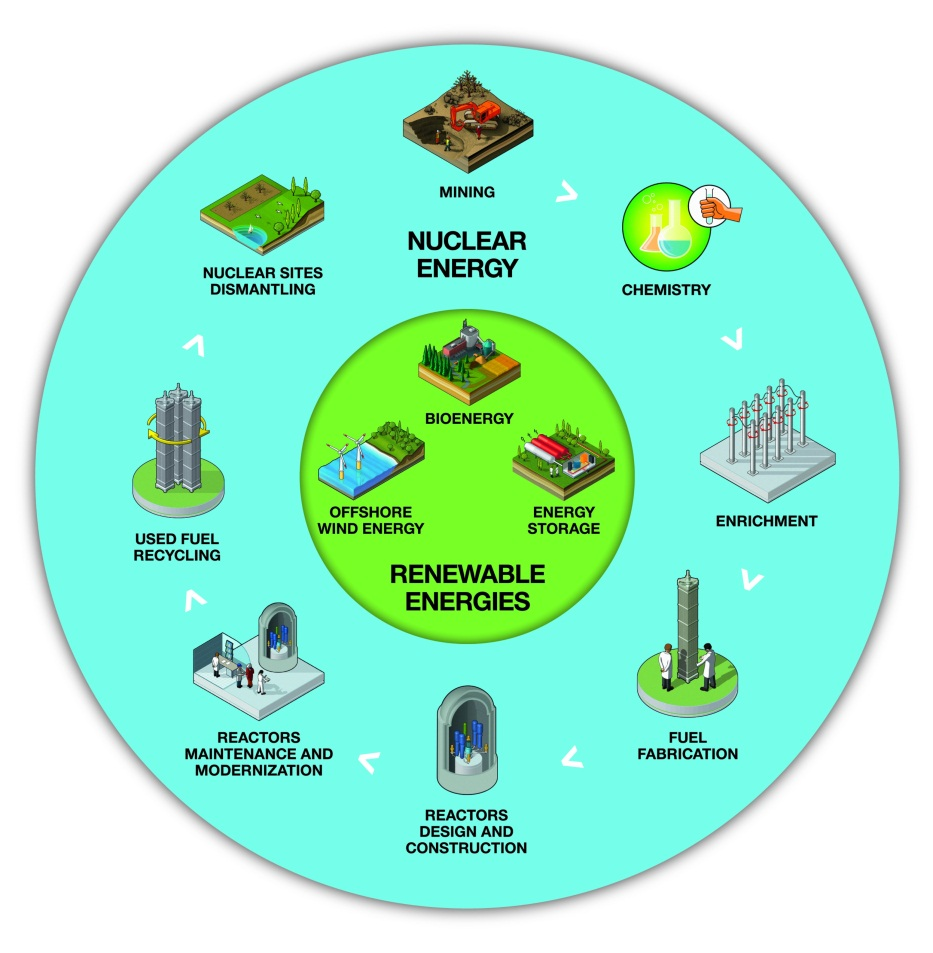 MINING
NUCLEAR
ENERGY
CHEMISTRY
NUCLEAR SITES
DISMANTLING
BIOENERGY
OFFSHORE
WIND ENERGY
ENERGY
STORAGE
ENRICHMENT
USED FUEL
RECYCLING
RENEWABLE
ENERGIES
FUEL
FABRICATION
REACTORS
MAINTENANCE AND
MODERNIZATION
REACTORS
DESIGN AND
CONSTRUCTION